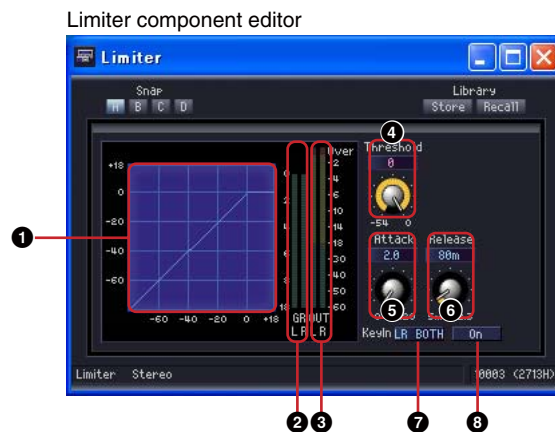 Limiter component editor
Limiter
Snap
Library
A B C D
Store Recall
4
Over
Threshold
+18
0
-2
0
-4
0
-6
-20
-10
-14
-54 0
-40
-18
Attack
Release
1
-30
2.0
80m
-60
-40
-50
5
6
18
-60
-60 -40 -20 0 +18
GR OUT
L R L R
KeyIn LR BOTH
On
Limiter Stereo
(2713H)
2
3
7
8